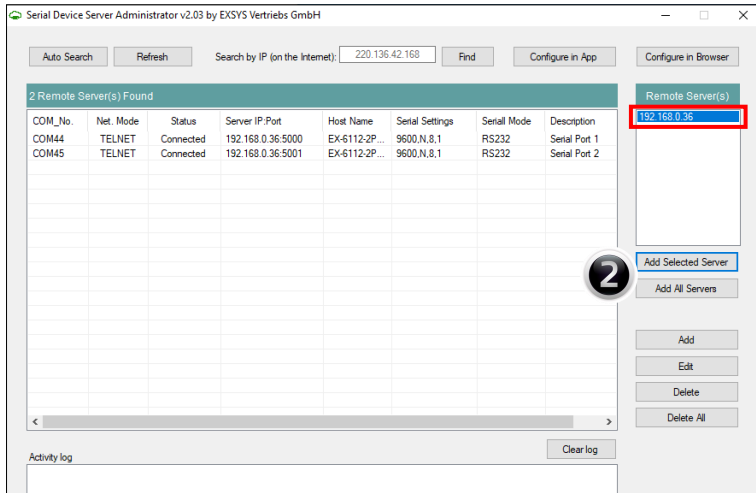 Serial Device Server Administrator v2.03 by EXSYS Vertriebs GmbH
Auto Search Refresh Search by IP (on the Internet): 220.136.42.168 Find Configure in App Configure in Browser
2 Remote Server(s) Found Remote Server(s)
COM_No. Net. Mode Status Server IP:Port Host Name Serial Settings Seriall Mode Description
192.168.0.36
COM44 TELNET Connected 192.168.0.36:5000 EX-6112-2P... 9600,N,8,1 RS232 Serial Port 1
COM45 TELNET Connected 192.168.0.36:5001 EX-6112-2P... 9600,N,8,1 RS232 Serial Port 2
2 Add Selected Server
Add All Servers
Add
Edit
Delete
Delete All
Activity log Clear log